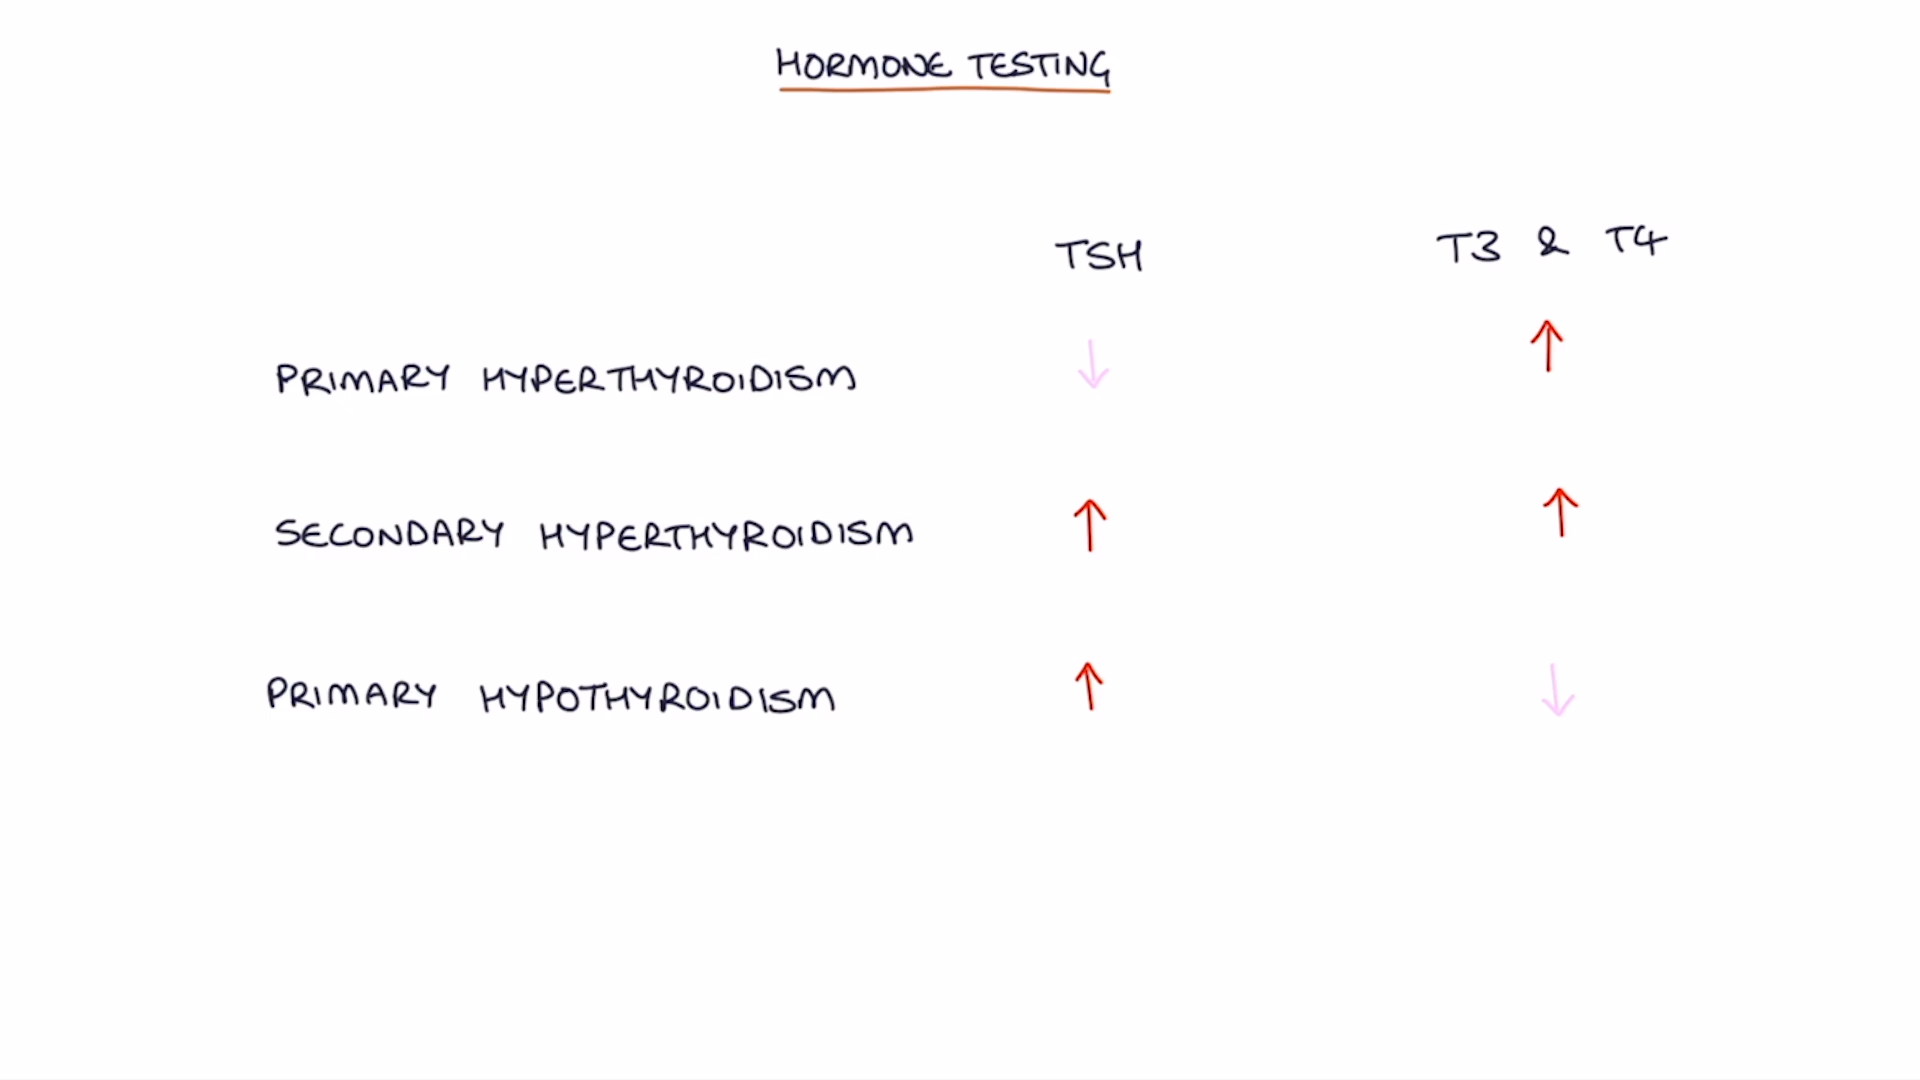 HORMONE TESTING
TSH T3 & T4
PRIMARY HYPERTHYROIDISM ↓ ↑
SECONDARY HYPERTHYROIDISM ↑ ↑
PRIMARY HYPOTHYROIDISM ↑ ↓